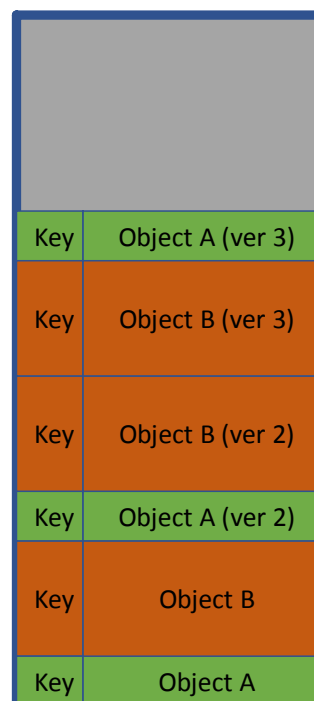 Key Object A (ver 3)
Key Object B (ver 3)
Key Object B (ver 2)
Key Object A (ver 2)
Key Object B
Key Object A